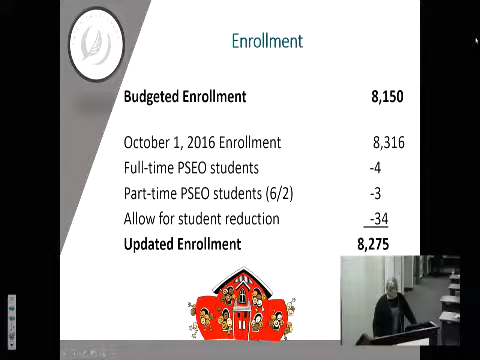 Enrollment
Budgeted Enrollment 8,150
October 1, 2016 Enrollment 8,316
Full-time PSEO students -4
Part-time PSEO students (6/2) -3
Allow for student reduction -34
Updated Enrollment 8,275